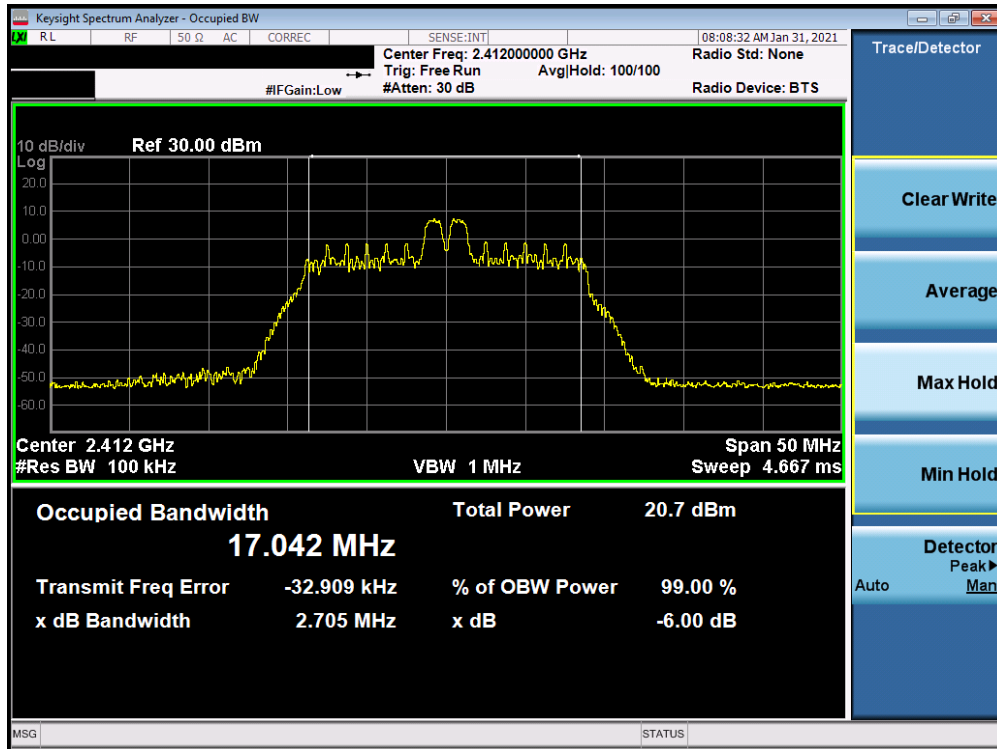 Keysight Spectrum Analyzer - Occupied BW
LXI RL RF 50 Ω AC CORREC SENSE:INT 08:08:32 AM Jan 31, 2021
Center Freq: 2.412000000 GHz Radio Std: None
Trig: Free Run Avg|Hold: 100/100
#IFGain:Low #Atten: 30 dB Radio Device: BTS
Trace/Detector
10 dB/div Ref 30.00 dBm
Log
20.0
10.0
0.00
-10.0
-20.0
-30.0
-40.0
-50.0
-60.0
Center 2.412 GHz Span 50 MHz
#Res BW 100 kHz VBW 1 MHz Sweep 4.667 ms
Clear Write
Average
Max Hold
Min Hold
Detector
Peak▶
Auto Man
Occupied Bandwidth Total Power 20.7 dBm
17.042 MHz
Transmit Freq Error -32.909 kHz % of OBW Power 99.00 %
x dB Bandwidth 2.705 MHz x dB -6.00 dB
MSG STATUS